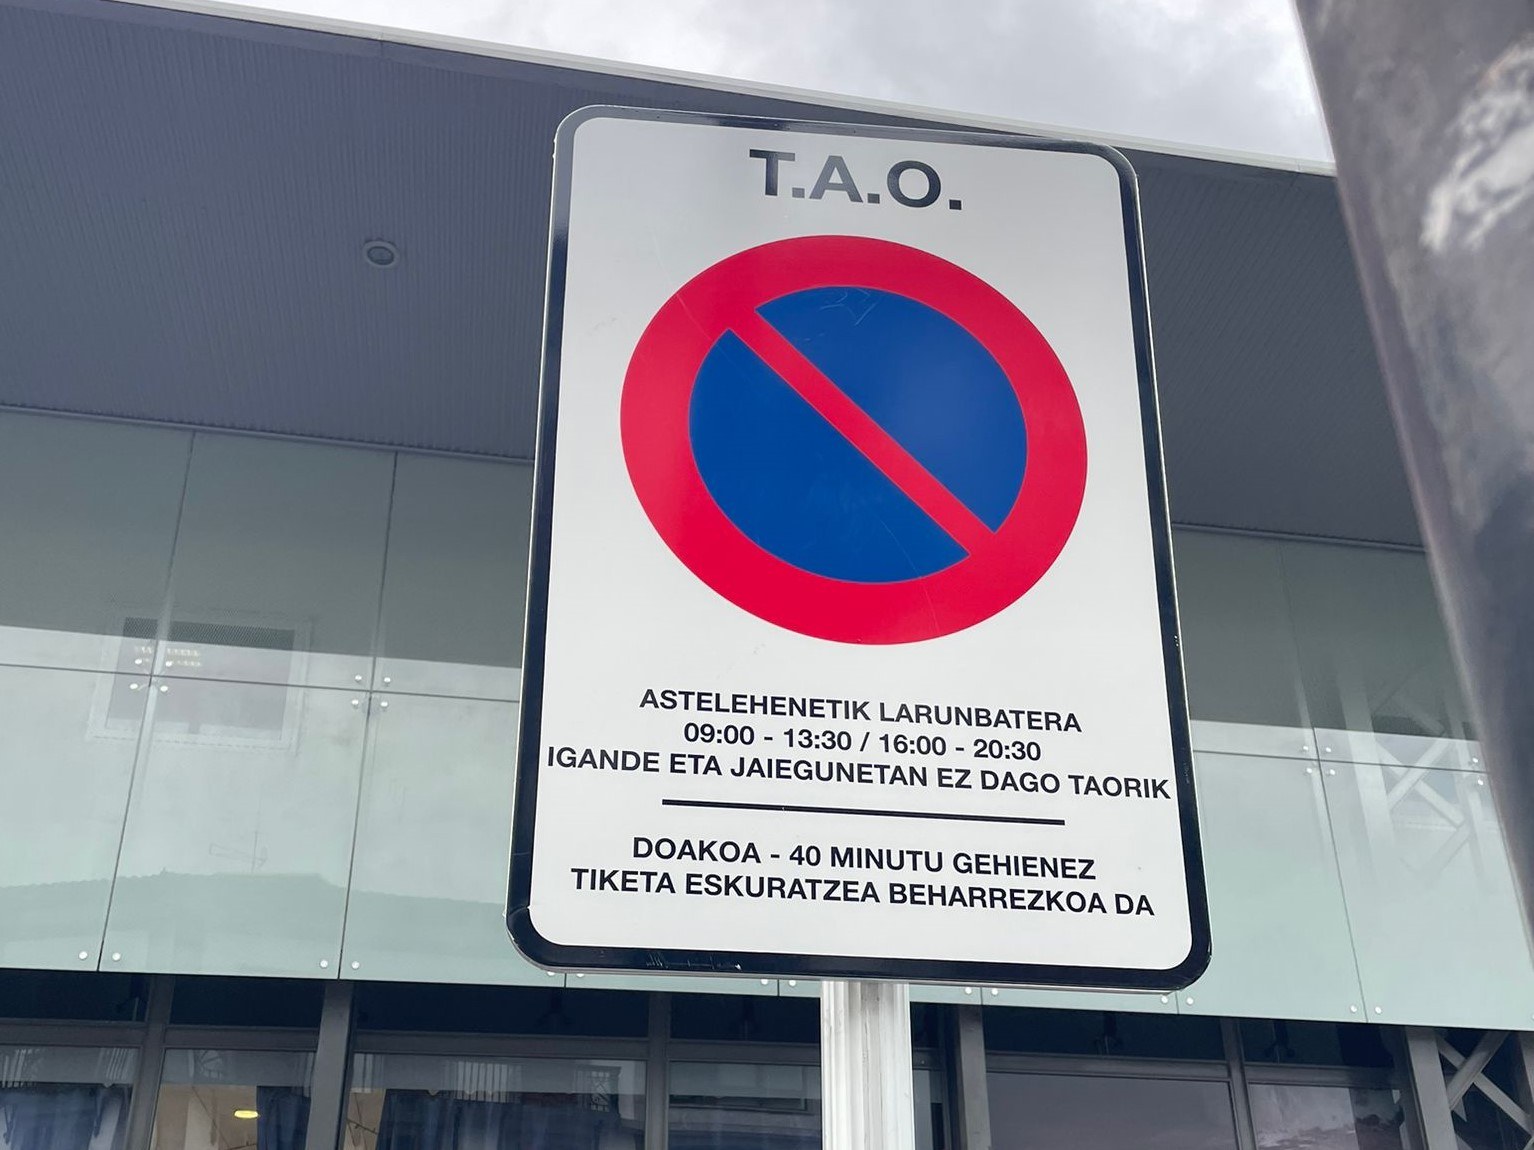 T.A.O.
ASTELEHENETIK LARUNBATERA
09:00 - 13:30 / 16:00 - 20:30
IGANDE ETA JAIEGUNETAN EZ DAGO TAORIK
DOAKOA - 40 MINUTU GEHIENEZ
TIKETA ESKURATZEA BEHARREZKOA DA